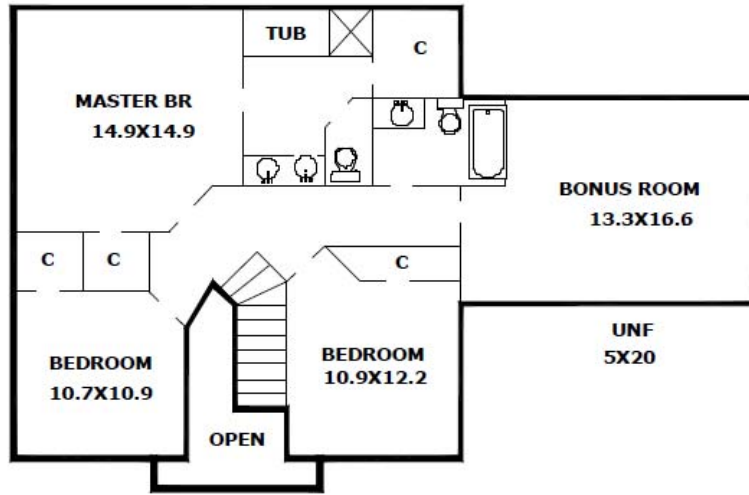 TUB
C
MASTER BR
14.9X14.9
BONUS ROOM
13.3X16.6
C
C
C
UNF
5X20
BEDROOM
10.7X10.9
BEDROOM
10.9X12.2
OPEN